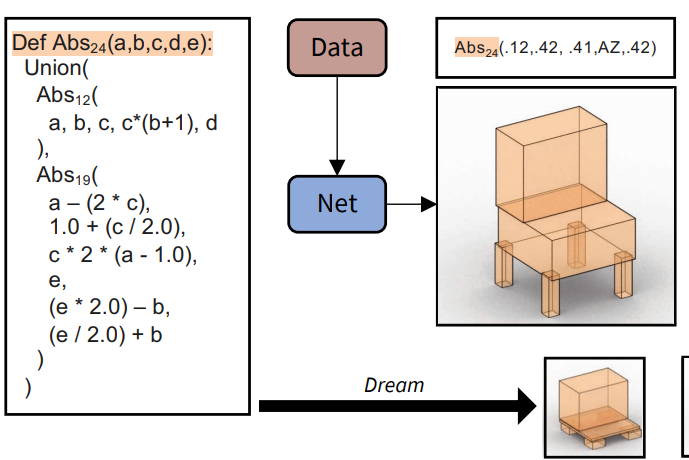 Def Abs24(a,b,c,d,e):
Union(
Abs12(
a, b, c, c*(b+1), d
),
Abs19(
a – (2 * c),
1.0 + (c / 2.0),
c * 2 * (a - 1.0),
e,
(e * 2.0) – b,
(e / 2.0) + b
)
)
Data
Net
Abs24(.12,.42, .41,AZ,.42)
Dream